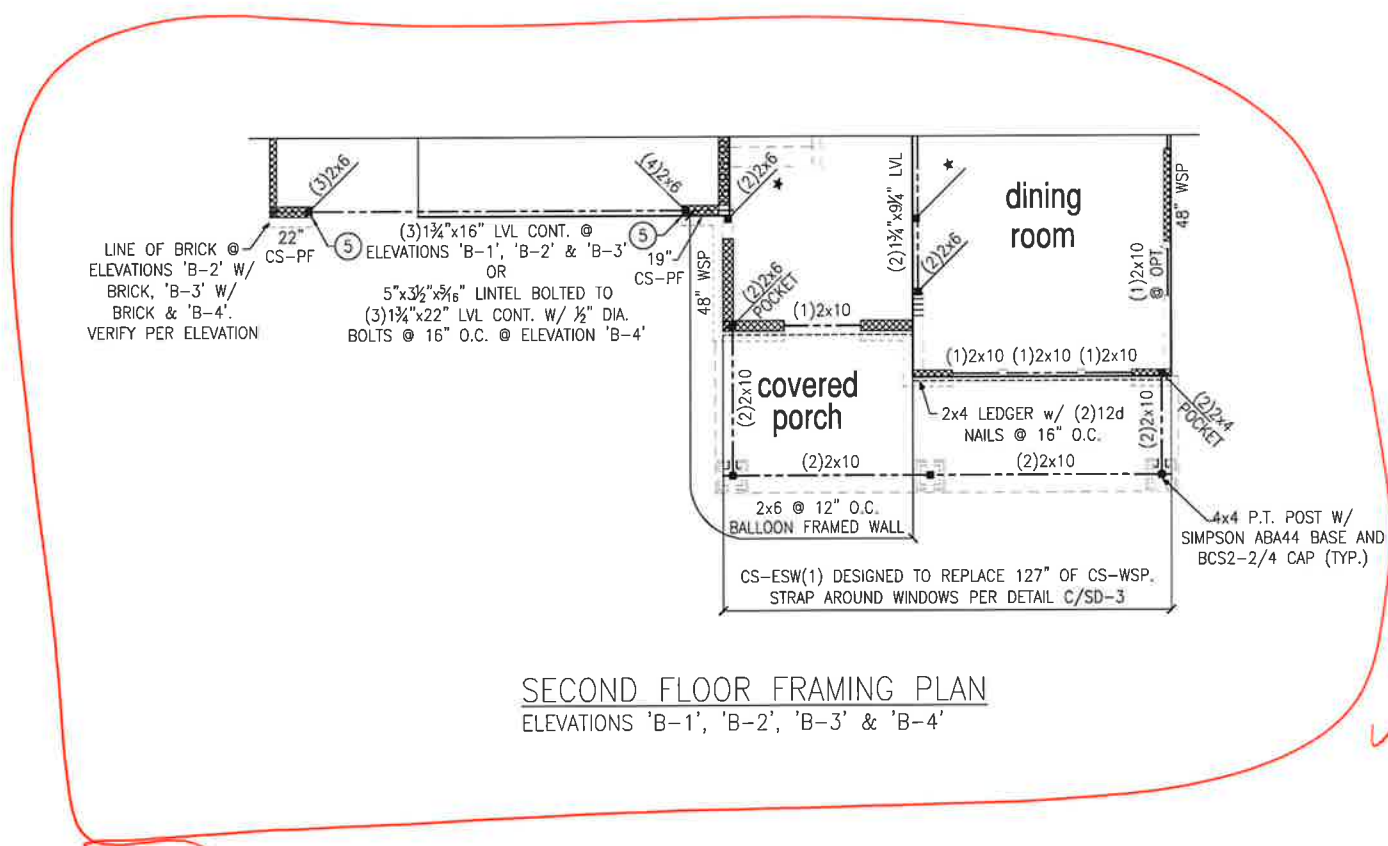 (3)2x6
(4)2x6
(2)2x6
★
(2)1¾"x9¼" LVL
★
dining
room
48" WSP
LINE OF BRICK @
ELEVATIONS 'B-2' W/
BRICK, 'B-3' W/
BRICK & 'B-4'.
VERIFY PER ELEVATION
22"
CS-PF
5
(3)1¾"x16" LVL CONT. @
ELEVATIONS 'B-1', 'B-2' & 'B-3'
OR
5"x3½"x5/16" LINTEL BOLTED TO
(3)1¾"x22" LVL CONT. W/ ½" DIA.
BOLTS @ 16" O.C. @ ELEVATION 'B-4'
5
19"
CS-PF
48" WSP
(2)2x6
POCKET
(2)2x6
(1)2x10
@ OPT.
(1)2x10
(1)2x10 (1)2x10 (1)2x10
covered
porch
(2)2x10
2x4 LEDGER w/ (2)12d
NAILS @ 16" O.C.
(2)2x10
(2)2x4
POCKET
(2)2x10
(2)2x10
2x6 @ 12" O.C.
BALLOON FRAMED WALL
4x4 P.T. POST W/
SIMPSON ABA44 BASE AND
BCS2-2/4 CAP (TYP.)
CS-ESW(1) DESIGNED TO REPLACE 127" OF CS-WSP.
STRAP AROUND WINDOWS PER DETAIL C/SD-3
SECOND FLOOR FRAMING PLAN
ELEVATIONS 'B-1', 'B-2', 'B-3' & 'B-4'